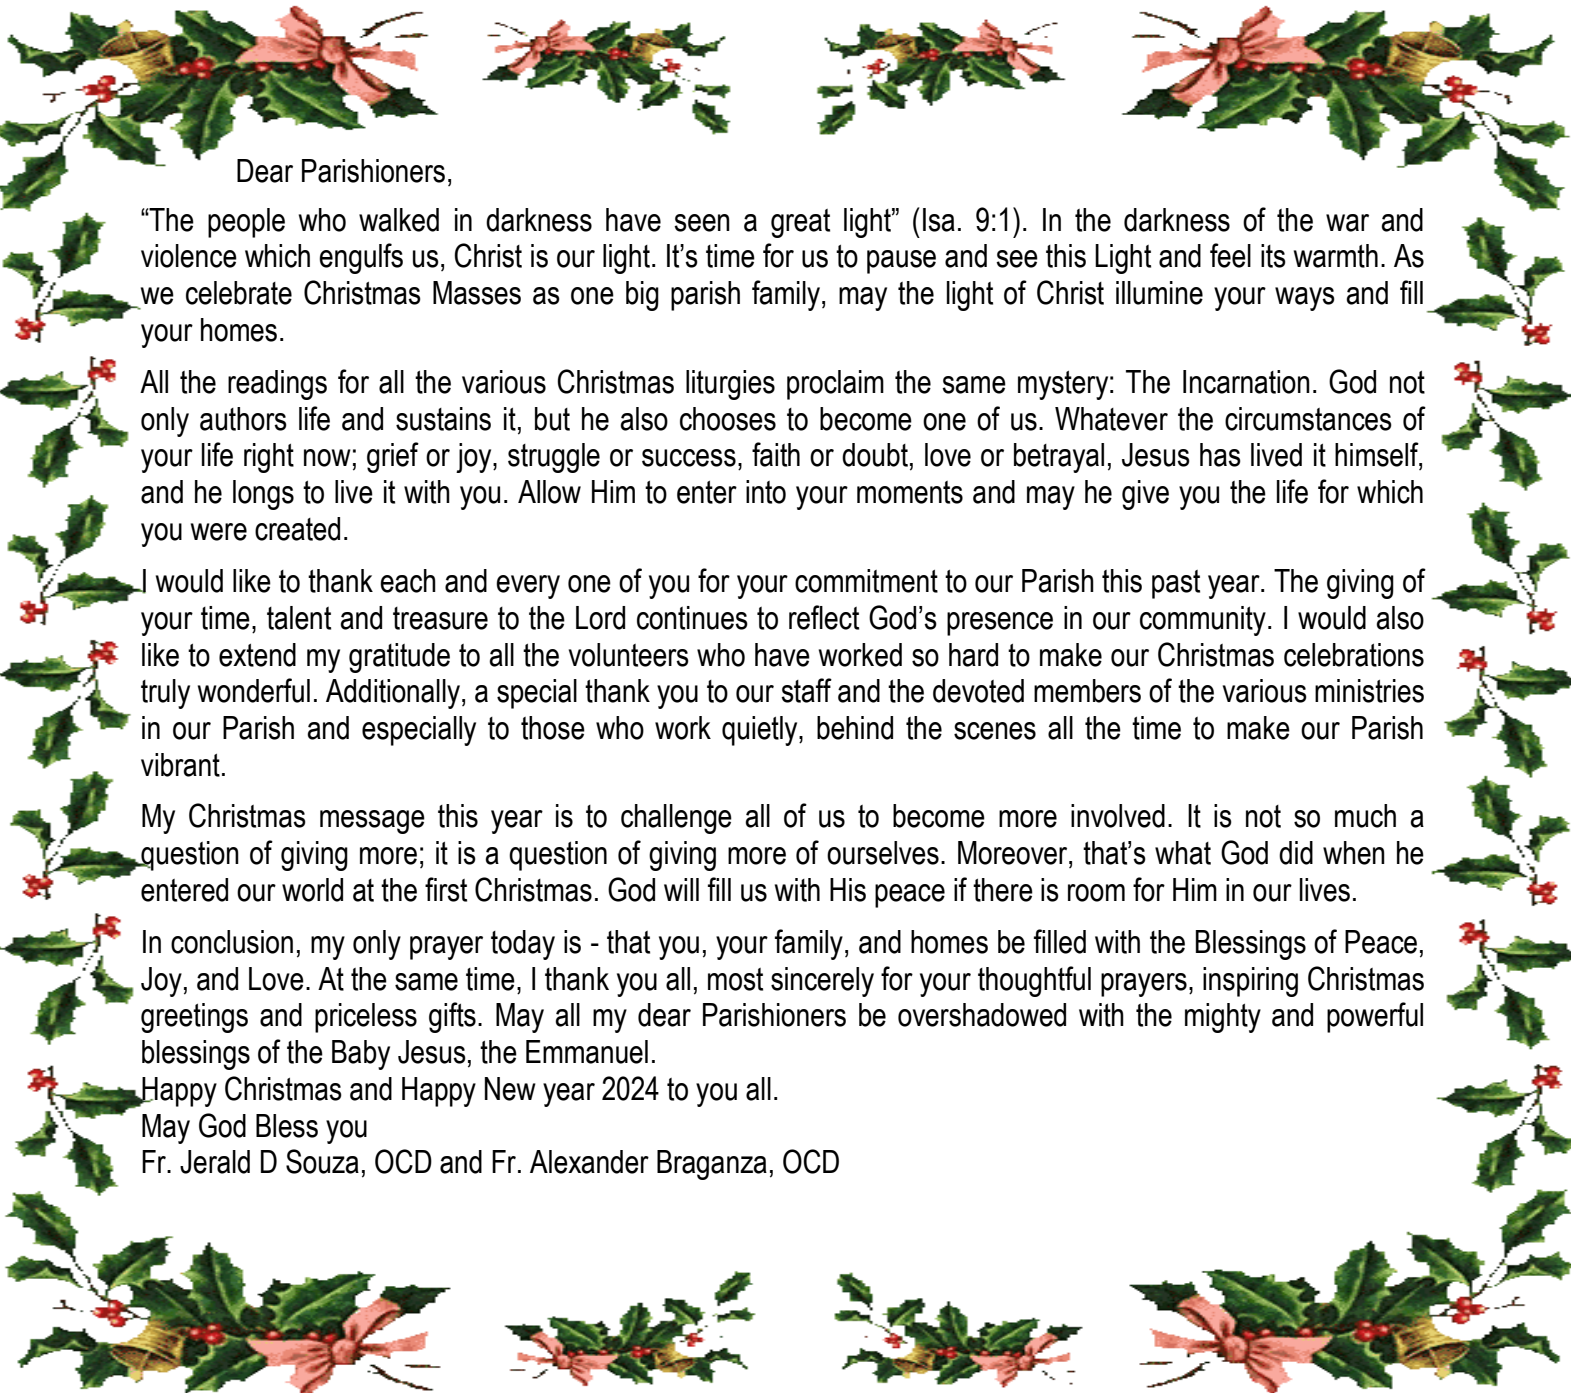 Dear Parishioners,
“The people who walked in darkness have seen a great light” (Isa. 9:1). In the darkness of the war and
violence which engulfs us, Christ is our light. It’s time for us to pause and see this Light and feel its warmth. As
we celebrate Christmas Masses as one big parish family, may the light of Christ illumine your ways and fill
your homes.
All the readings for all the various Christmas liturgies proclaim the same mystery: The Incarnation. God not
only authors life and sustains it, but he also chooses to become one of us. Whatever the circumstances of
your life right now; grief or joy, struggle or success, faith or doubt, love or betrayal, Jesus has lived it himself,
and he longs to live it with you. Allow Him to enter into your moments and may he give you the life for which
you were created.
I would like to thank each and every one of you for your commitment to our Parish this past year. The giving of
your time, talent and treasure to the Lord continues to reflect God’s presence in our community. I would also
like to extend my gratitude to all the volunteers who have worked so hard to make our Christmas celebrations
truly wonderful. Additionally, a special thank you to our staff and the devoted members of the various ministries
in our Parish and especially to those who work quietly, behind the scenes all the time to make our Parish
vibrant.
My Christmas message this year is to challenge all of us to become more involved. It is not so much a
question of giving more; it is a question of giving more of ourselves. Moreover, that’s what God did when he
entered our world at the first Christmas. God will fill us with His peace if there is room for Him in our lives.
In conclusion, my only prayer today is - that you, your family, and homes be filled with the Blessings of Peace,
Joy, and Love. At the same time, I thank you all, most sincerely for your thoughtful prayers, inspiring Christmas
greetings and priceless gifts. May all my dear Parishioners be overshadowed with the mighty and powerful
blessings of the Baby Jesus, the Emmanuel.
Happy Christmas and Happy New year 2024 to you all.
May God Bless you
Fr. Jerald D Souza, OCD and Fr. Alexander Braganza, OCD